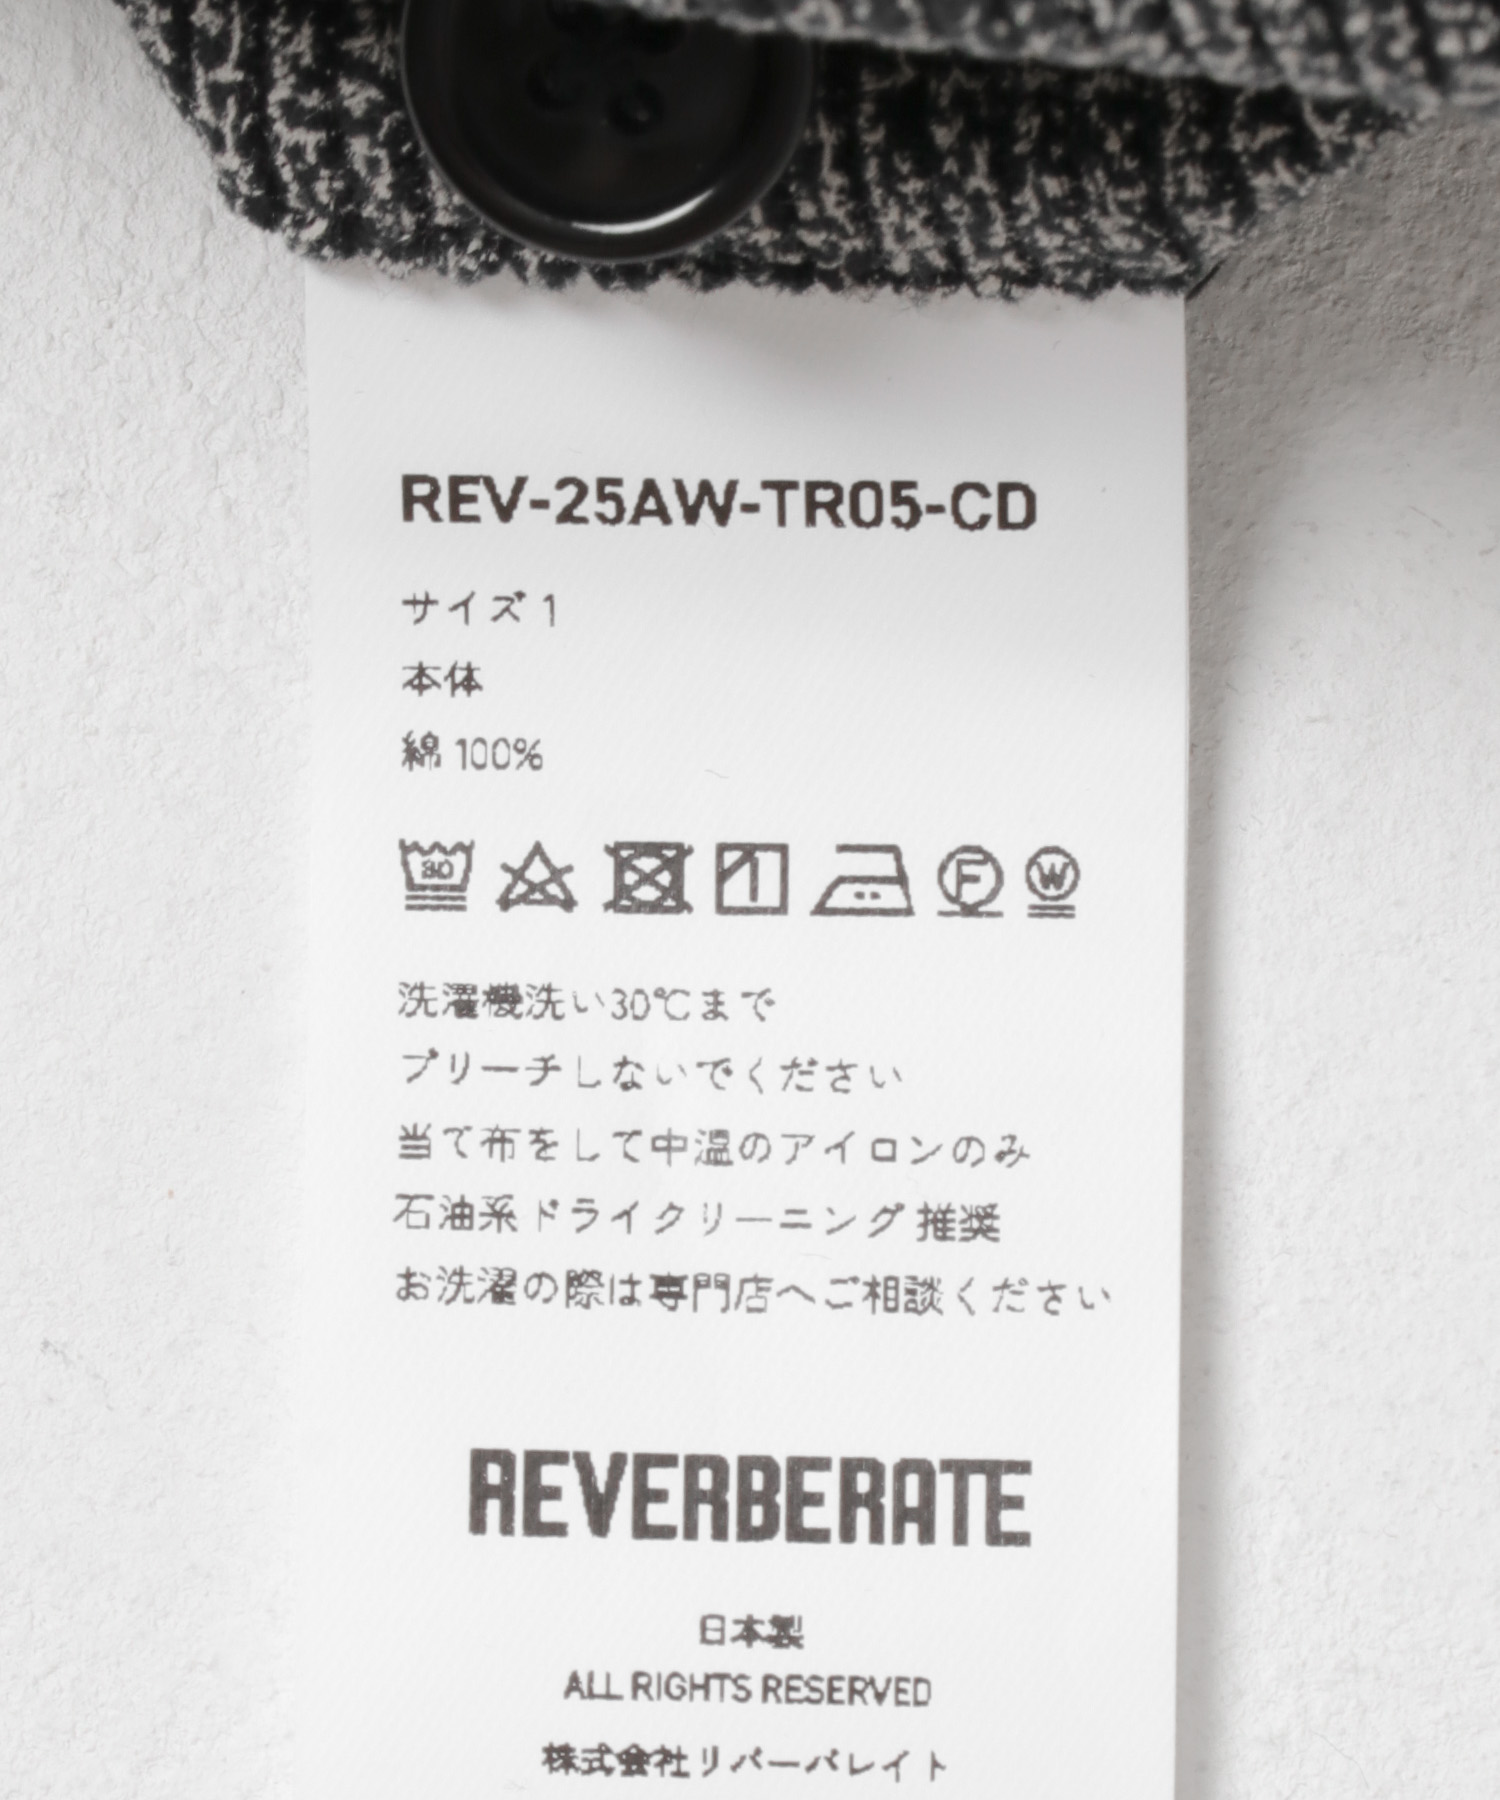 REV-25AW-TR05-CD
サイズ 1
本体
綿 100%
30 F W
洗濯機洗い30℃まで
ブリーチしないでください
当て布をして中温のアイロンのみ
石油系ドライクリーニング推奨
お洗濯の際は専門店へご相談ください
REVERBERATE
日本製
ALL RIGHTS RESERVED
株式会社リバーバレイト